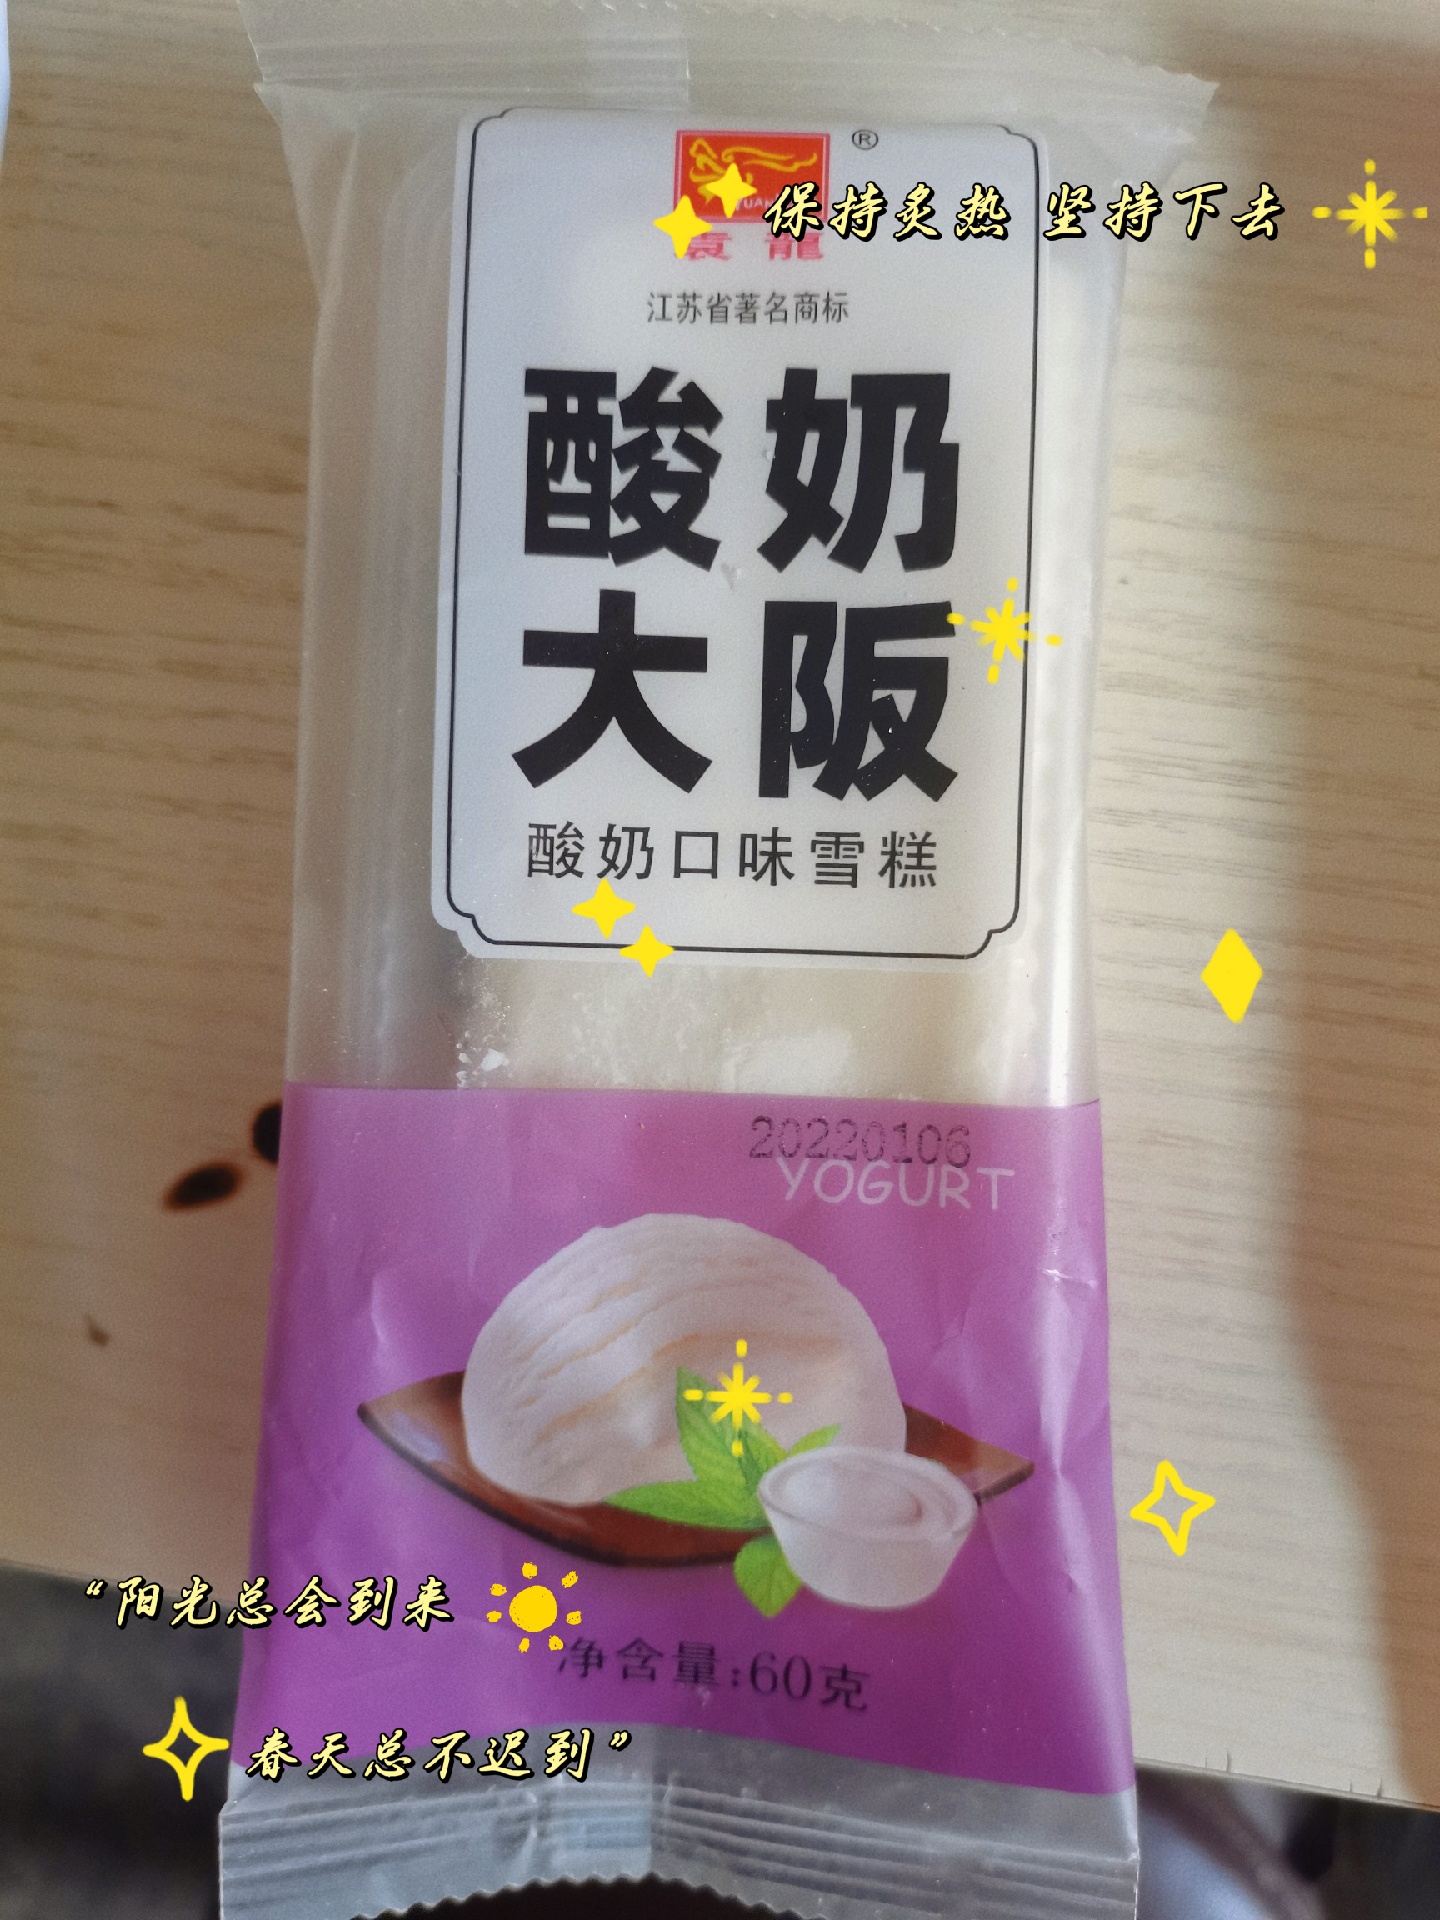 ®
保持炙热 坚持下去
袁龍
江苏省著名商标
酸奶
大阪
酸奶口味雪糕
20220106
YOGURT
“阳光总会到来
净含量:60克
春天总不迟到”